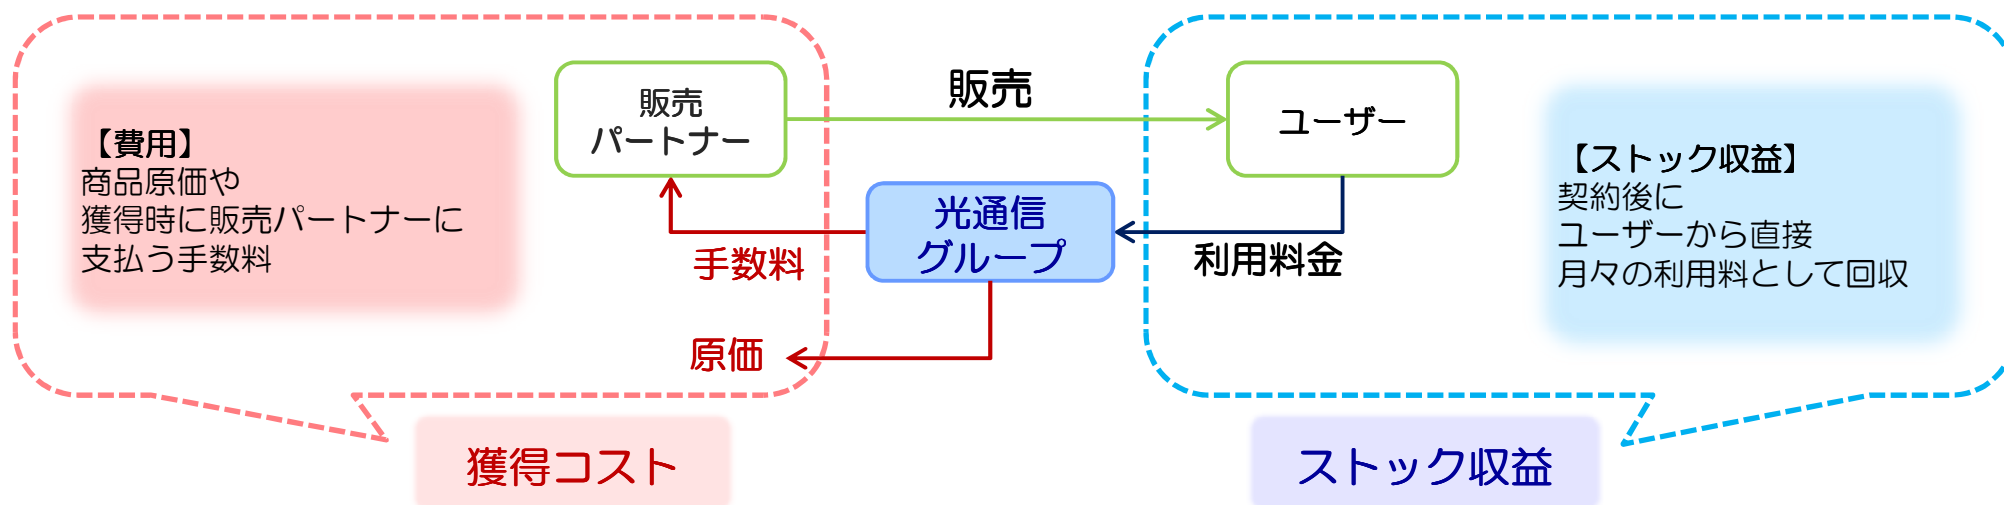 【費用】
商品原価や
獲得時に販売パートナーに
支払う手数料
販売
パートナー
販売
ユーザー
【ストック収益】
契約後に
ユーザーから直接
月々の利用料として回収
光通信
グループ
手数料
利用料金
原価
獲得コスト
ストック収益